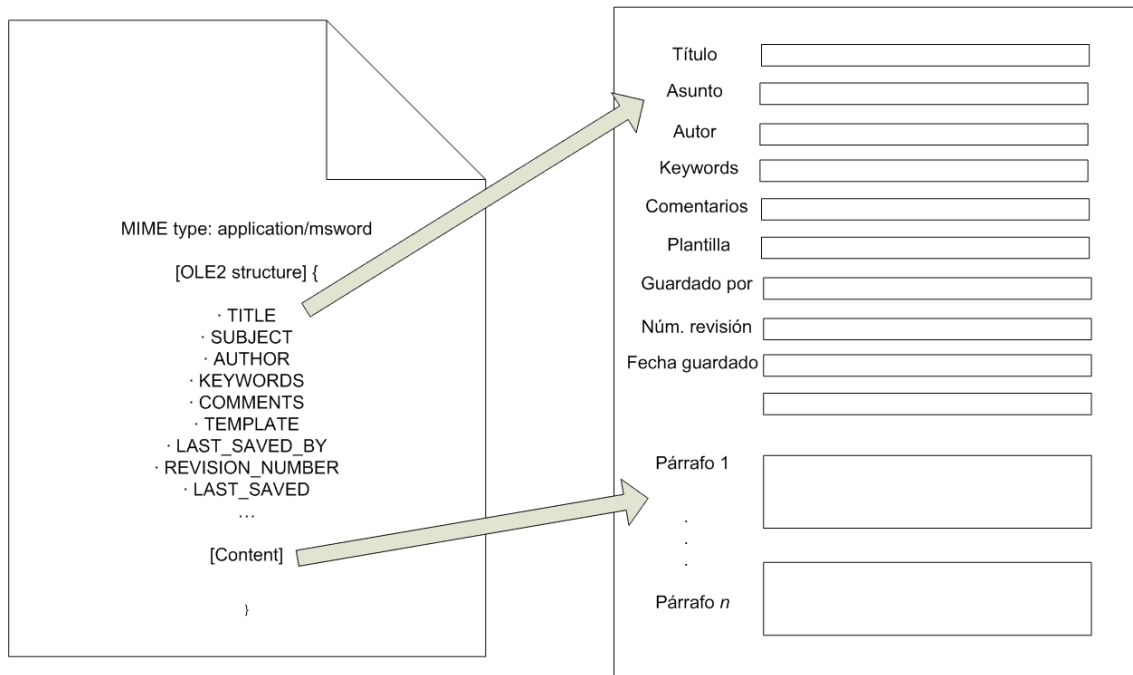 MIME type: application/msword
[OLE2 structure] {
· TITLE
· SUBJECT
· AUTHOR
· KEYWORDS
· COMMENTS
· TEMPLATE
· LAST_SAVED_BY
· REVISION_NUMBER
· LAST_SAVED
...
[Content]
}
Título
Asunto
Autor
Keywords
Comentarios
Plantilla
Guardado por
Núm. revisión
Fecha guardado
Párrafo 1
.
.
.
Párrafo n